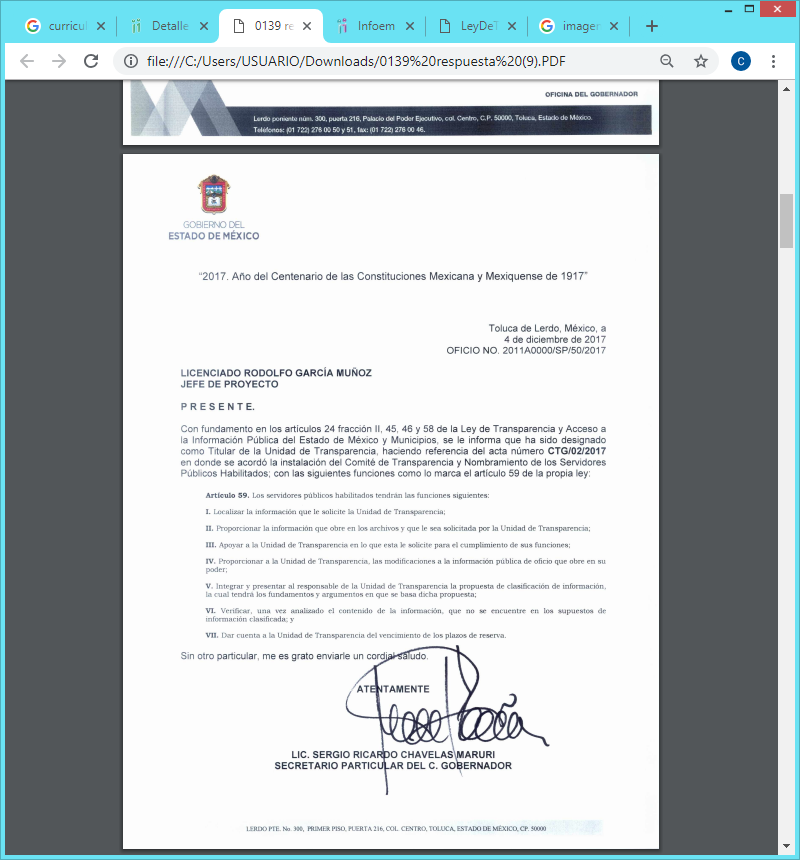 curricul
Detalle
0139 re
Infoem
LeyDeT
imagen
file:///C:/Users/USUARIO/Downloads/0139%20respuesta%20(9).PDF
C
OFICINA DEL GOBERNADOR
Lerdo poniente núm. 300, puerta 216, Palacio del Poder Ejecutivo, col. Centro, C.P. 50000, Toluca, Estado de México.
Teléfonos: (01 722) 276 00 50 y 51, fax: (01 722) 276 00 46.
GOBIERNO DEL
ESTADO DE MÉXICO
“2017. Año del Centenario de las Constituciones Mexicana y Mexiquense de 1917”
Toluca de Lerdo, México, a
4 de diciembre de 2017
OFICIO NO. 2011A0000/SP/50/2017
LICENCIADO RODOLFO GARCÍA MUÑOZ
JEFE DE PROYECTO
P R E S E N T E.
Con fundamento en los artículos 24 fracción II, 45, 46 y 58 de la Ley de Transparencia y Acceso a
la Información Pública del Estado de México y Municipios, se le informa que ha sido designado
como Titular de la Unidad de Transparencia, haciendo referencia del acta número CTG/02/2017
en donde se acordó la instalación del Comité de Transparencia y Nombramiento de los Servidores
Públicos Habilitados; con las siguientes funciones como lo marca el artículo 59 de la propia ley:
Artículo 59. Los servidores públicos habilitados tendrán las funciones siguientes:
I. Localizar la información que le solicite la Unidad de Transparencia;
II. Proporcionar la información que obre en los archivos y que le sea solicitada por la Unidad de Transparencia;
III. Apoyar a la Unidad de Transparencia en lo que esta le solicite para el cumplimiento de sus funciones;
IV. Proporcionar a la Unidad de Transparencia, las modificaciones a la información pública de oficio que obre en su
poder;
V. Integrar y presentar al responsable de la Unidad de Transparencia la propuesta de clasificación de información,
la cual tendrá los fundamentos y argumentos en que se basa dicha propuesta;
VI. Verificar, una vez analizado el contenido de la información, que no se encuentre en los supuestos de
información clasificada; y
VII. Dar cuenta a la Unidad de Transparencia del vencimiento de los plazos de reserva.
Sin otro particular, me es grato enviarle un cordial saludo.
ATENTAMENTE
LIC. SERGIO RICARDO CHAVELAS MARURI
SECRETARIO PARTICULAR DEL C. GOBERNADOR
LERDO PTE. No. 300, PRIMER PISO, PUERTA 216, COL. CENTRO, TOLUCA, ESTADO DE MÉXICO, CP. 50000